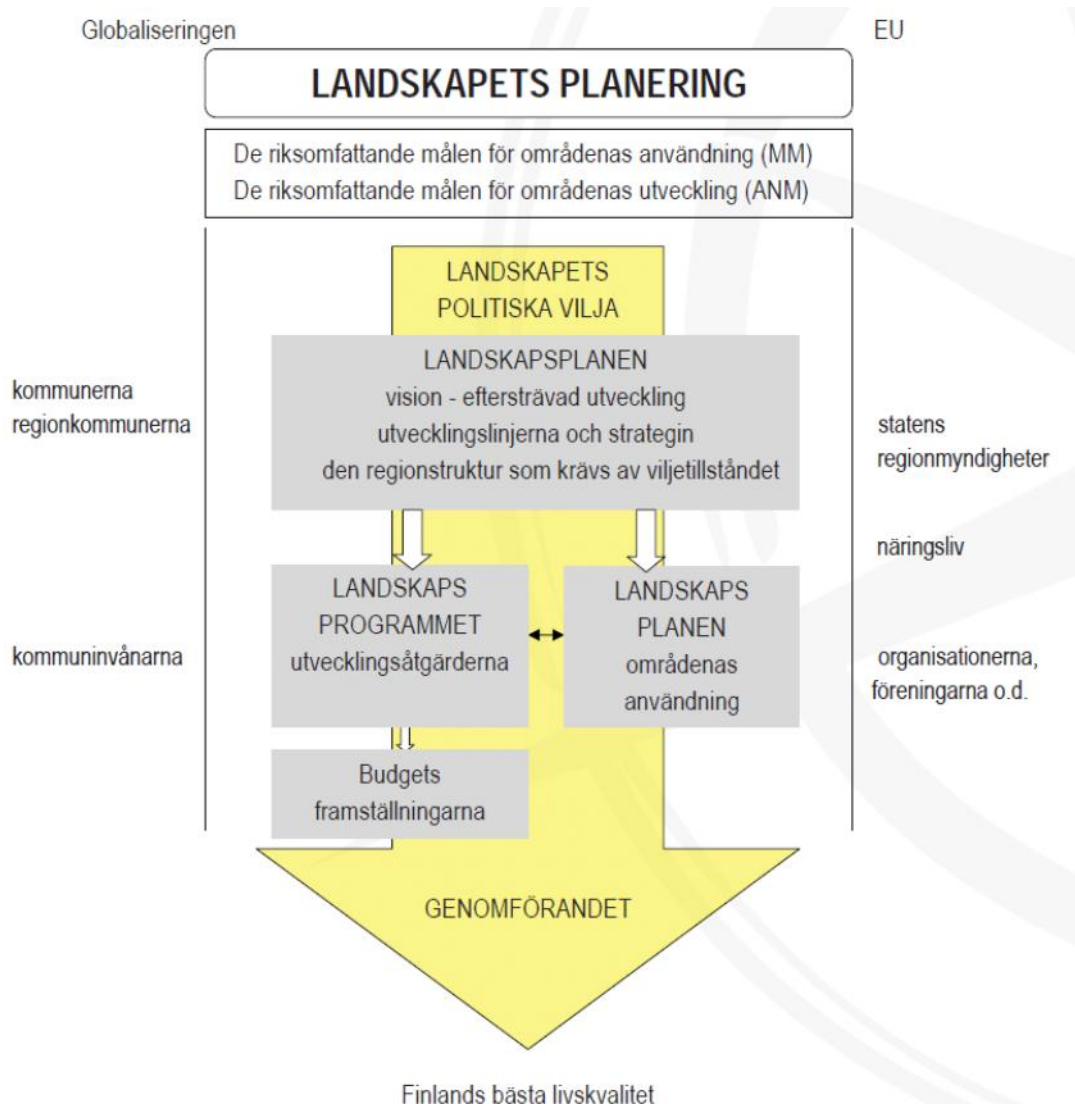 Globaliseringen
EU
LANDSKAPETS PLANERING
De riksomfattande målen för områdenas användning (MM)
De riksomfattande målen för områdenas utveckling (ANM)
LANDSKAPETS
POLITISKA VILJA
LANDSKAPSPLANEN
vision - eftersträvad utveckling
utvecklingslinjerna och strategin
den regionstruktur som krävs av viljetillståndet
kommunerna
regionkommunerna
statens
regionmyndigheter
näringsliv
LANDSKAPS
PROGRAMMET
utvecklingsåtgärderna
LANDSKAPS
PLANEN
områdenas
användning
kommuninvånarna
organisationerna,
föreningarna o.d.
Budgets
framställningarna
GENOMFÖRANDET
Finlands bästa livskvalitet